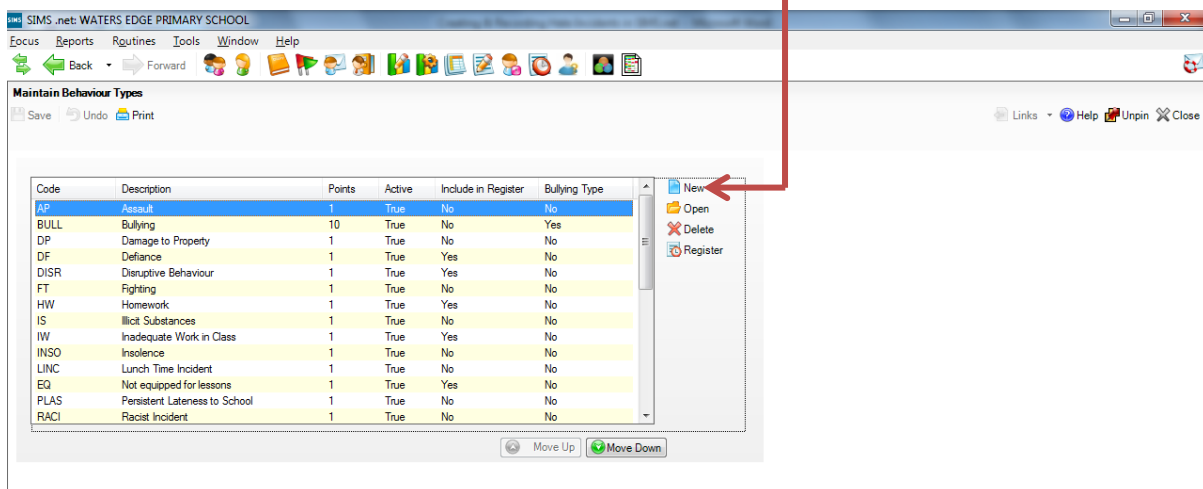 SIMS SIMS .net: WATERS EDGE PRIMARY SCHOOL
Focus Reports Routines Tools Window Help
Back Forward
Maintain Behaviour Types
Save Undo Print Links Help Unpin Close
Code Description Points Active Include in Register Bullying Type New
AP Assault 1 True No No Open
BULL Bullying 10 True No Yes Delete
DP Damage to Property 1 True No No Register
DF Defiance 1 True Yes No
DISR Disruptive Behaviour 1 True Yes No
FT Fighting 1 True No No
HW Homework 1 True Yes No
IS Illicit Substances 1 True No No
IW Inadequate Work in Class 1 True Yes No
INSO Insolence 1 True No No
LINC Lunch Time Incident 1 True No No
EQ Not equipped for lessons 1 True Yes No
PLAS Persistent Lateness to School 1 True No No
RACI Racist Incident 1 True No No
Move Up Move Down